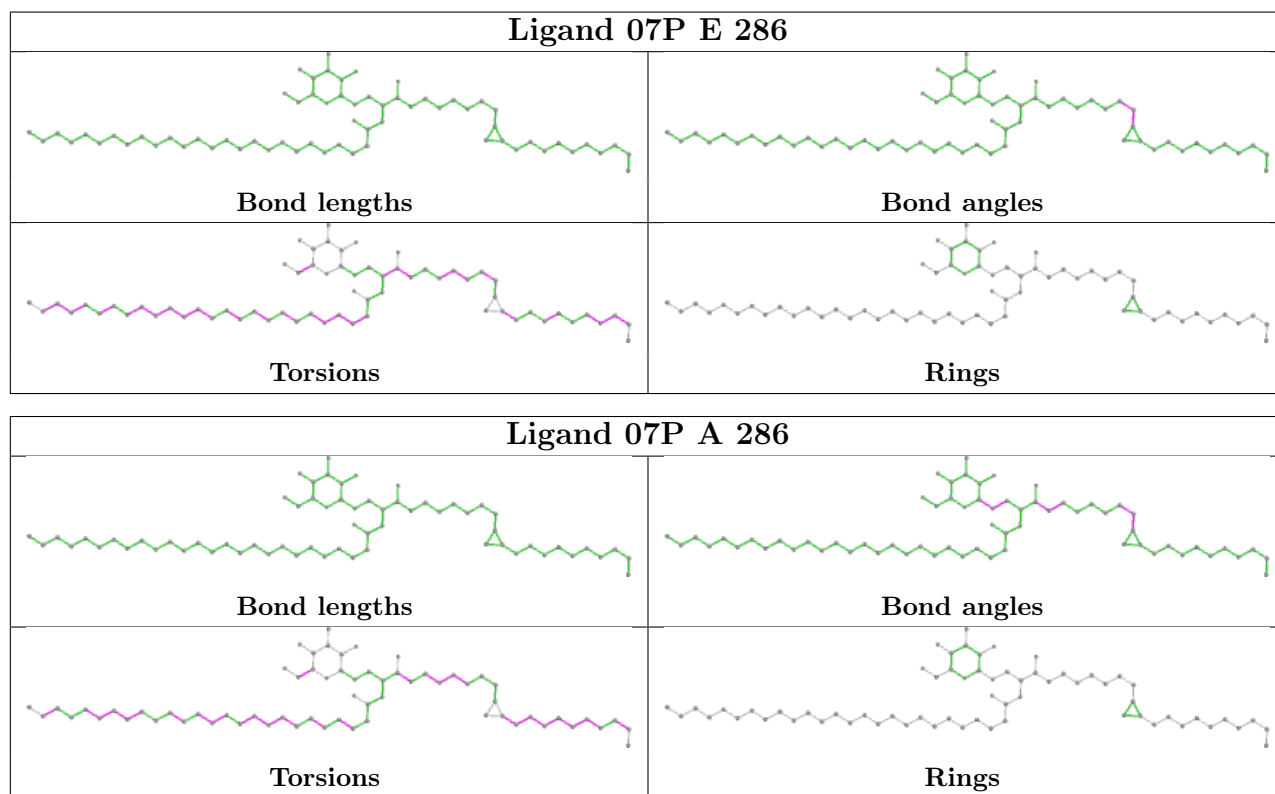 Ligand 07P E 286
Bond lengths
Bond angles
Torsions
Rings
Ligand 07P A 286
Bond lengths
Bond angles
Torsions
Rings